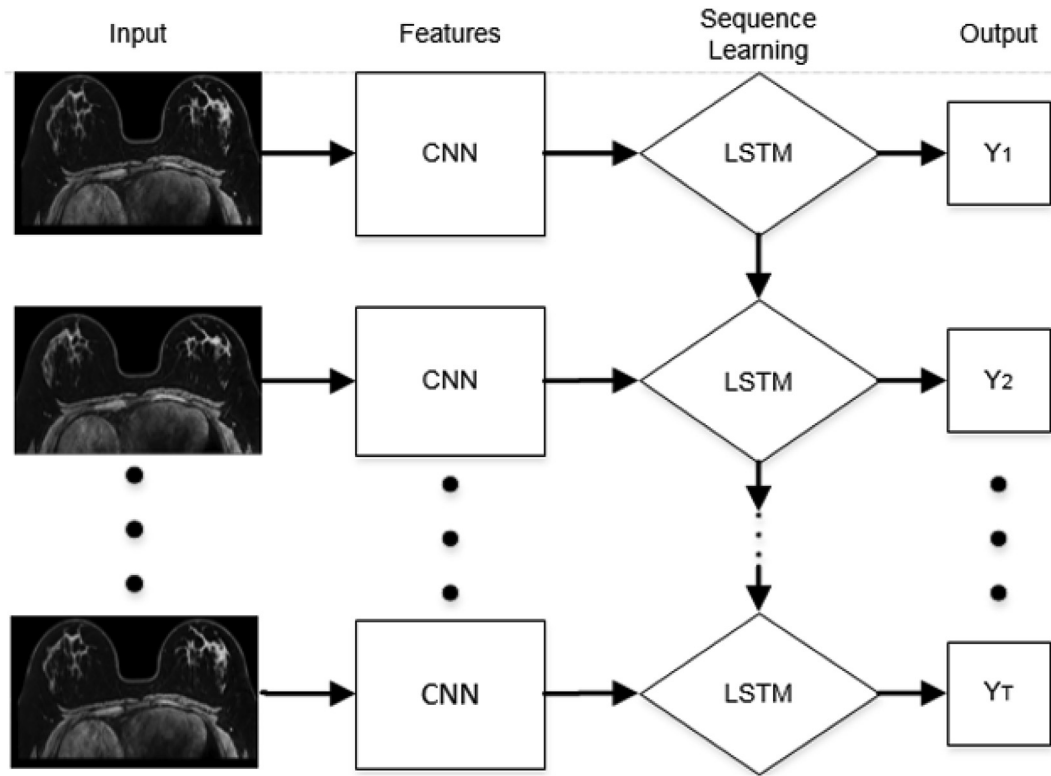 Input
Features
Sequence
Learning
Output
CNN
LSTM
Y1
CNN
LSTM
Y2
CNN
LSTM
YT